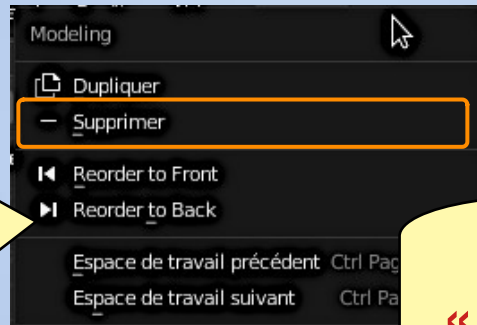 Modeling
Dupliquer
Supprimer
Reorder to Front
Reorder to Back
Espace de travail précédent Ctrl Pag
Espace de travail suivant Ctrl Pa
«